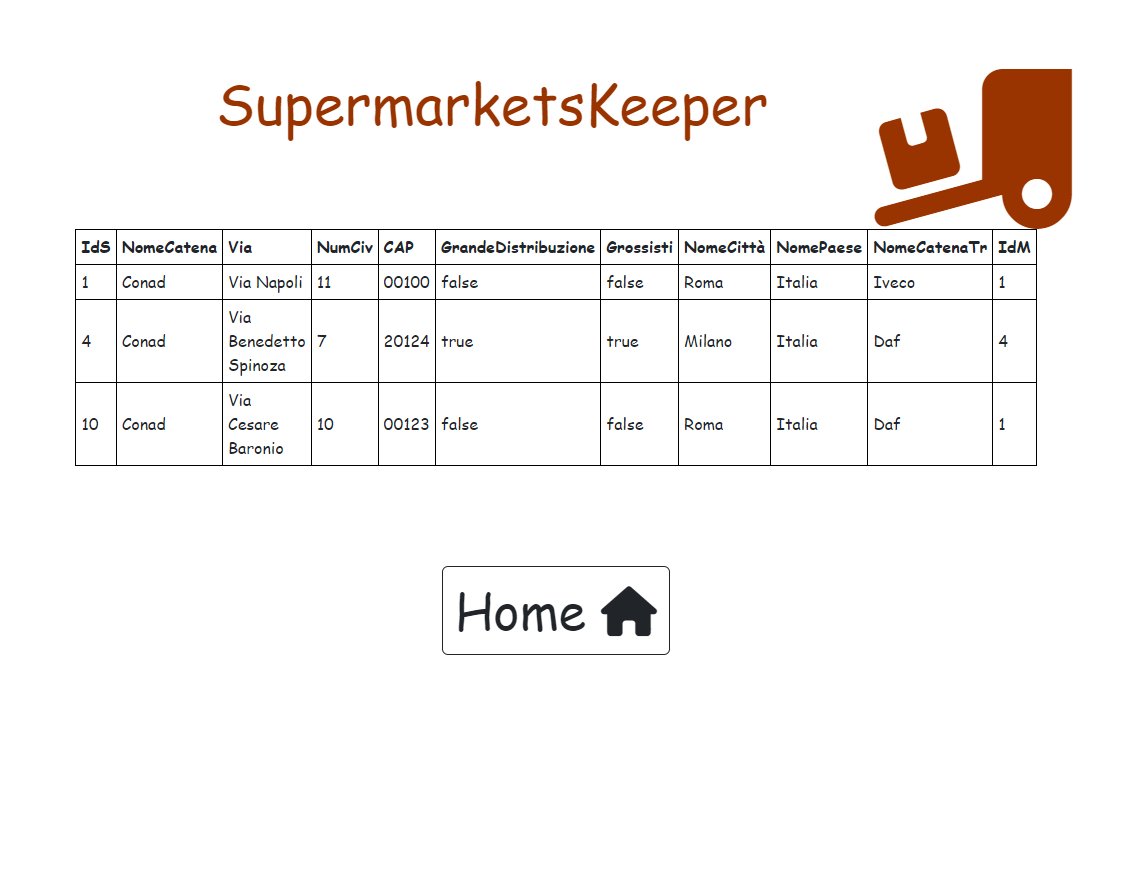 SupermarketsKeeper
IdS NomeCatena Via NumCiv CAP GrandeDistribuzione Grossisti NomeCittà NomePaese NomeCatenaTr IdM
1 Conad Via Napoli 11 00100 false false Roma Italia Iveco 1
4 Conad Via Benedetto Spinoza 7 20124 true true Milano Italia Daf 4
10 Conad Via Cesare Baronio 10 00123 false false Roma Italia Daf 1
Home